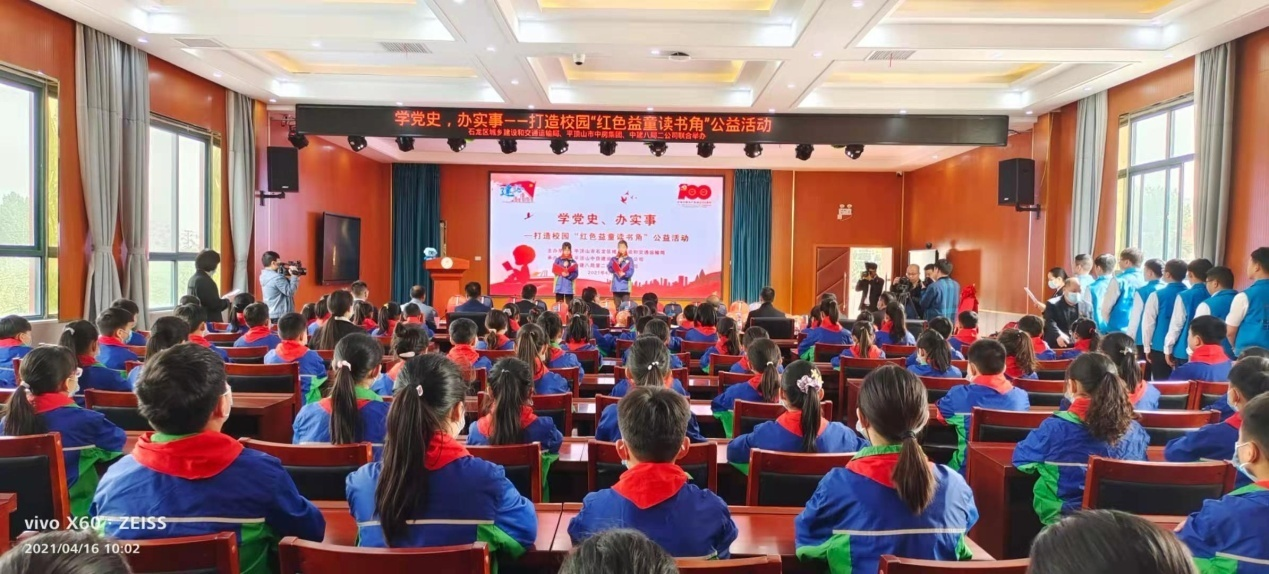 学党史，办实事——打造校园“红色益童读书角”公益活动
石龙区城乡建设和交通运输局、平顶山市中房集团、中建八局二公司联合举办
100
学党史、办实事
—打造校园“红色益童读书角”公益活动
vivo X60 · ZEISS
2021/04/16 10:02